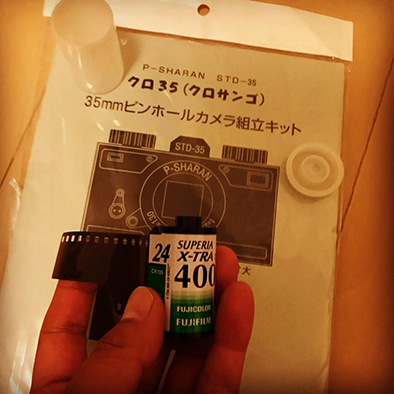 P-SHARAN STD-35
クロ35(クロサンゴ)
35mmピンホールカメラ組立キット
STD-35
P-SHARAN
大
24
SUPERIA
X-TRA
400
FUJICOLOR
FUJIFILM